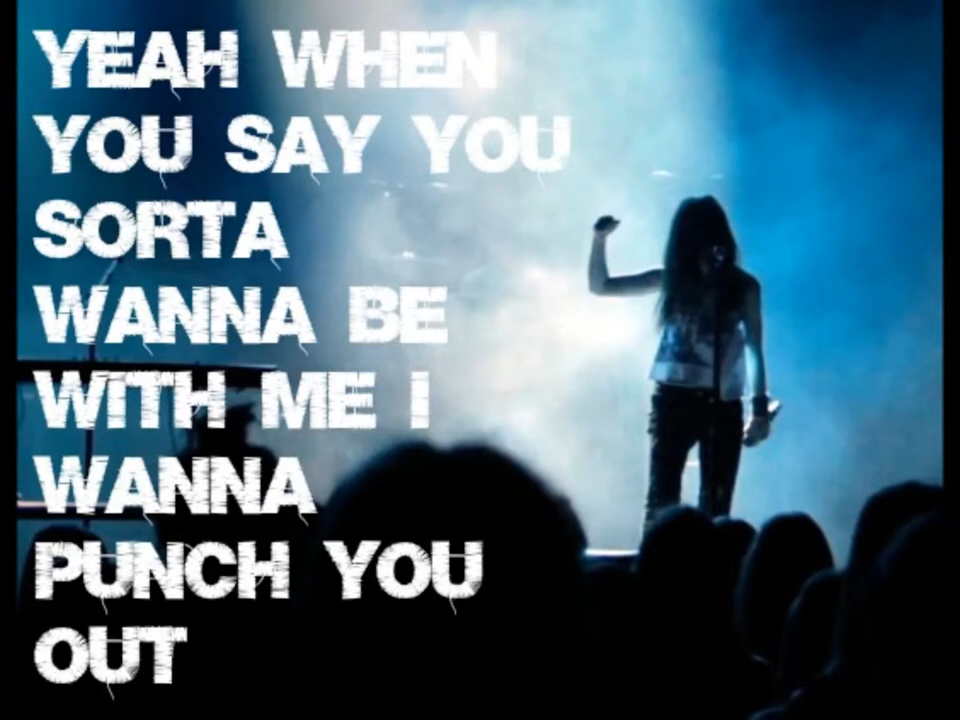 YEAH WHEN
YOU SAY YOU
SORTA
WANNA BE
WITH ME I
WANNA
PUNCH YOU
OUT